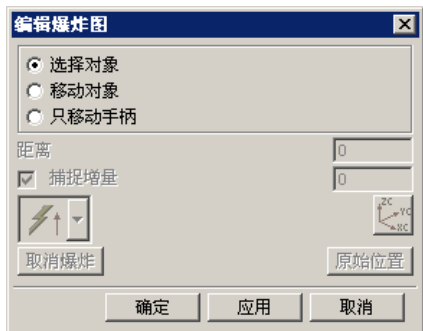 编辑爆炸图
选择对象
移动对象
只移动手柄
距离 0
捕捉增量 0
ZC
YC
XC
取消爆炸 原始位置
确定 应用 取消